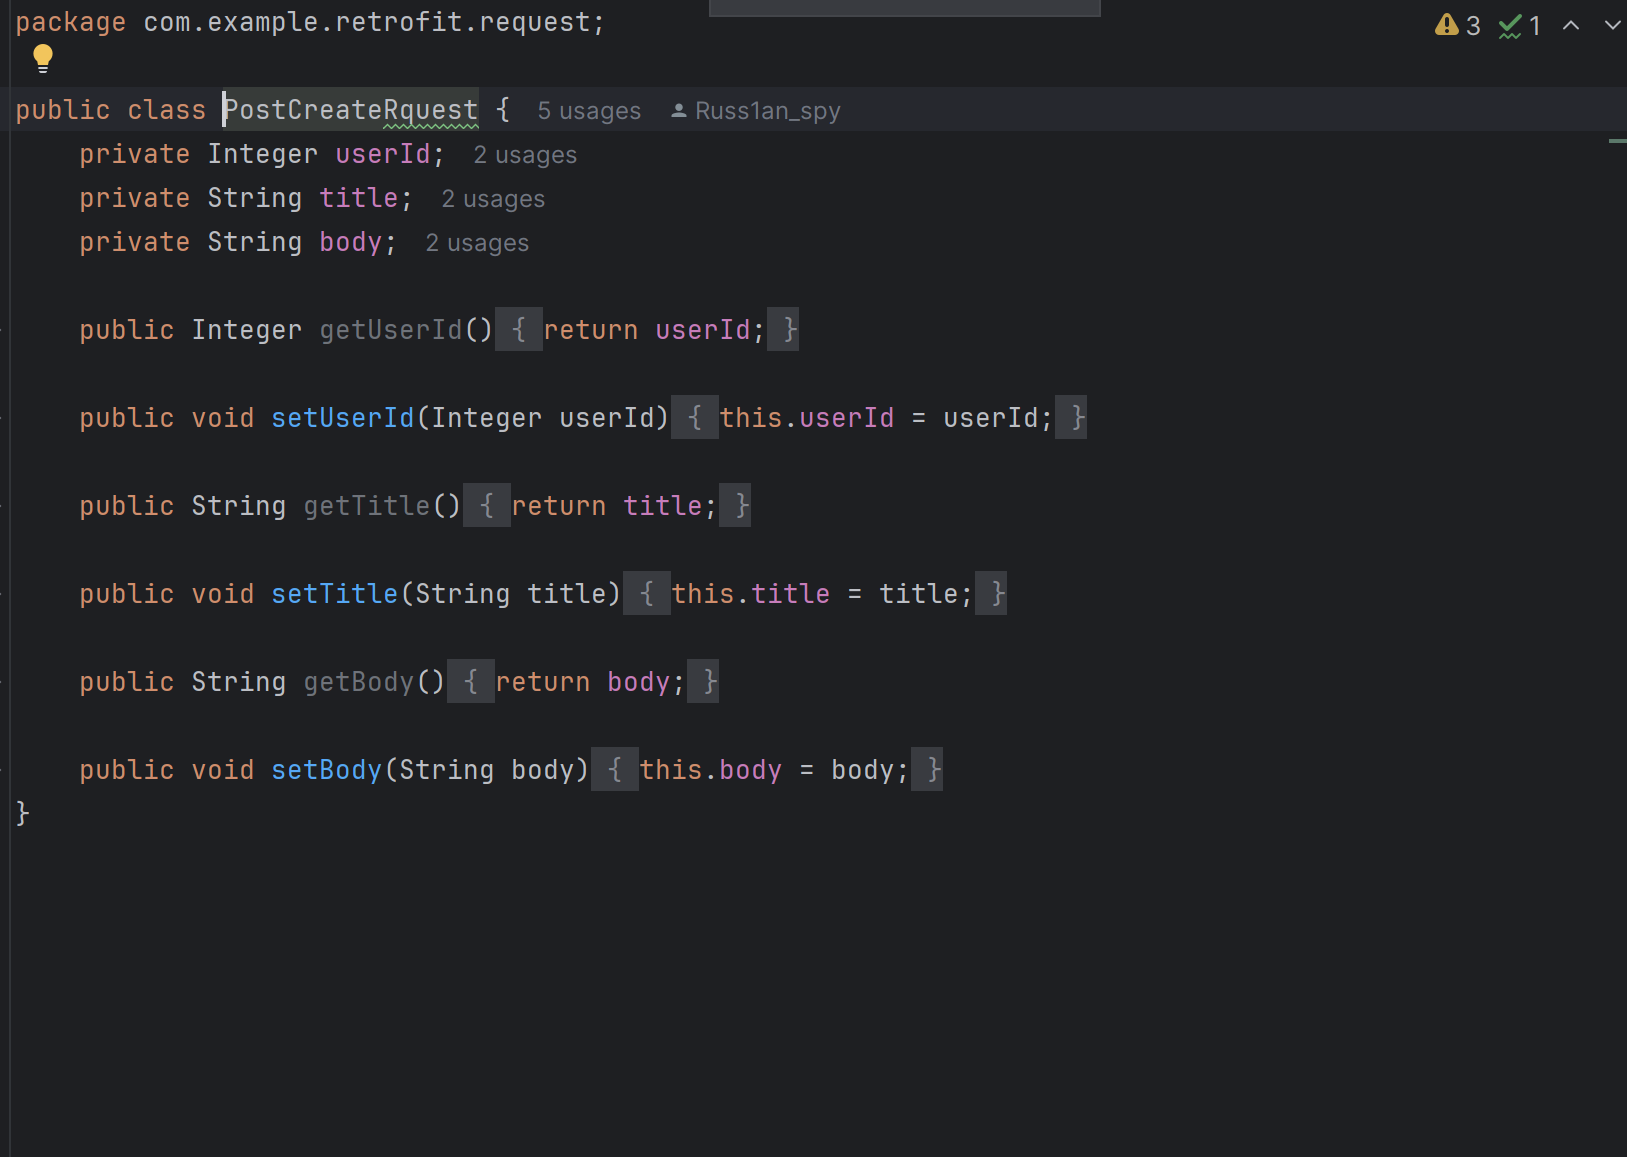 package com.example.retrofit.request;
3 1
public class PostCreateRquest { 5 usages Russ1an_spy
private Integer userId; 2 usages
private String title; 2 usages
private String body; 2 usages
public Integer getUserId() { return userId; }
public void setUserId(Integer userId) { this.userId = userId; }
public String getTitle() { return title; }
public void setTitle(String title) { this.title = title; }
public String getBody() { return body; }
public void setBody(String body) { this.body = body; }
}